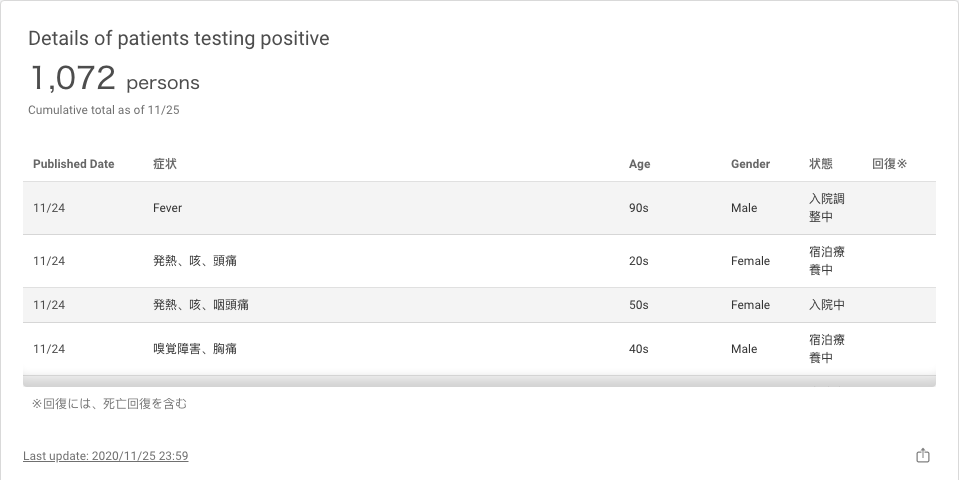 Details of patients testing positive
1,072 persons
Cumulative total as of 11/25
Published Date 症状 Age Gender 状態 回復※
11/24 Fever 90s Male 入院調
整中
11/24 発熱、咳、頭痛 20s Female 宿泊療
養中
11/24 発熱、咳、咽頭痛 50s Female 入院中
11/24 嗅覚障害、胸痛 40s Male 宿泊療
養中
※回復には、死亡回復を含む
Last update: 2020/11/25 23:59